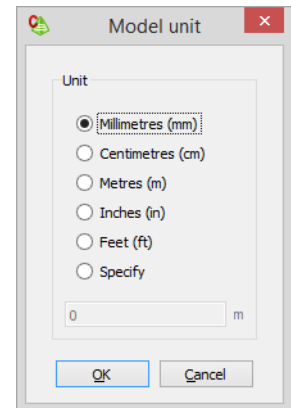 Model unit
Unit
Millimetres (mm)
Centimetres (cm)
Metres (m)
Inches (in)
Feet (ft)
Specify
0 m
OK Cancel